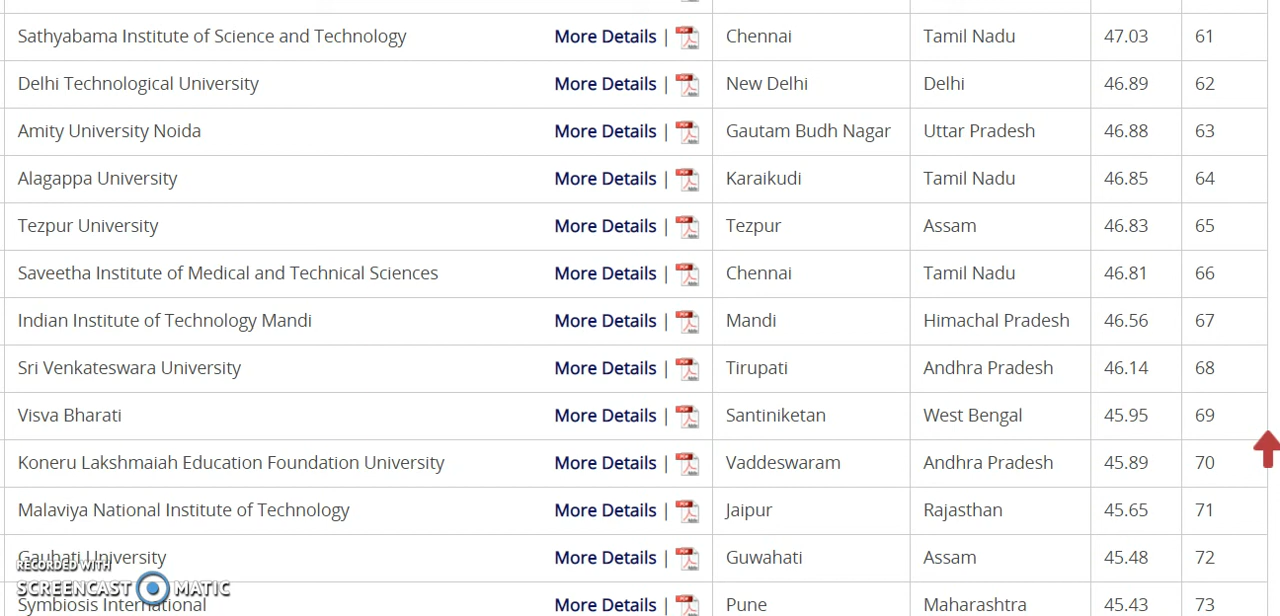 Sathyabama Institute of Science and Technology More Details | Chennai Tamil Nadu 47.03 61
Delhi Technological University More Details | New Delhi Delhi 46.89 62
Amity University Noida More Details | Gautam Budh Nagar Uttar Pradesh 46.88 63
Alagappa University More Details | Karaikudi Tamil Nadu 46.85 64
Tezpur University More Details | Tezpur Assam 46.83 65
Saveetha Institute of Medical and Technical Sciences More Details | Chennai Tamil Nadu 46.81 66
Indian Institute of Technology Mandi More Details | Mandi Himachal Pradesh 46.56 67
Sri Venkateswara University More Details | Tirupati Andhra Pradesh 46.14 68
Visva Bharati More Details | Santiniketan West Bengal 45.95 69
Koneru Lakshmaiah Education Foundation University More Details | Vaddeswaram Andhra Pradesh 45.89 70
Malaviya National Institute of Technology More Details | Jaipur Rajasthan 45.65 71
Gauhati University More Details | Guwahati Assam 45.48 72
RECORDED WITH
SCREENCAST MATIC
Symbiosis International More Details | Pune Maharashtra 45.43 73